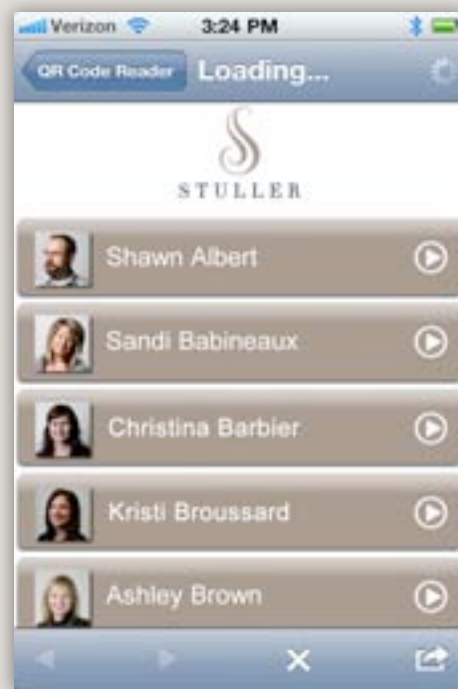 Verizon 3:24 PM
QR Code Reader Loading...
STULLER
Shawn Albert
Sandi Babineaux
Christina Barbier
Kristi Broussard
Ashley Brown